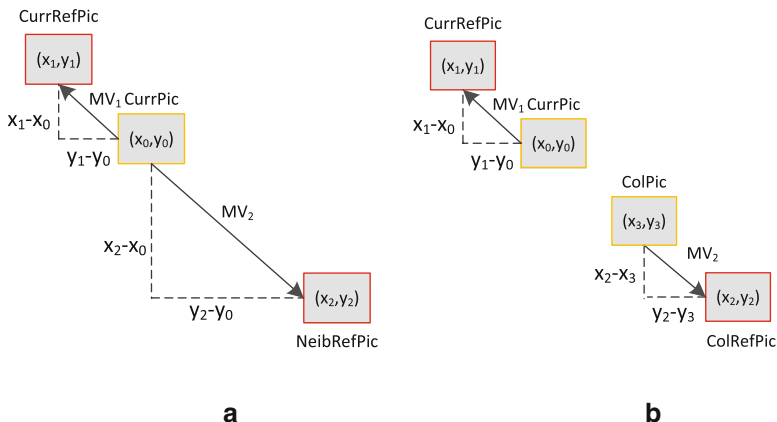 CurrRefPic
(x1,y1)
MV1 CurrPic
x1-x0
(x0,y0)
y1-y0
MV2
x2-x0
y2-y0
(x2,y2)
NeibRefPic
a
CurrRefPic
(x1,y1)
MV1 CurrPic
x1-x0
(x0,y0)
y1-y0
ColPic
(x3,y3)
MV2
x2-x3
(x2,y2)
y2-y3
ColRefPic
b